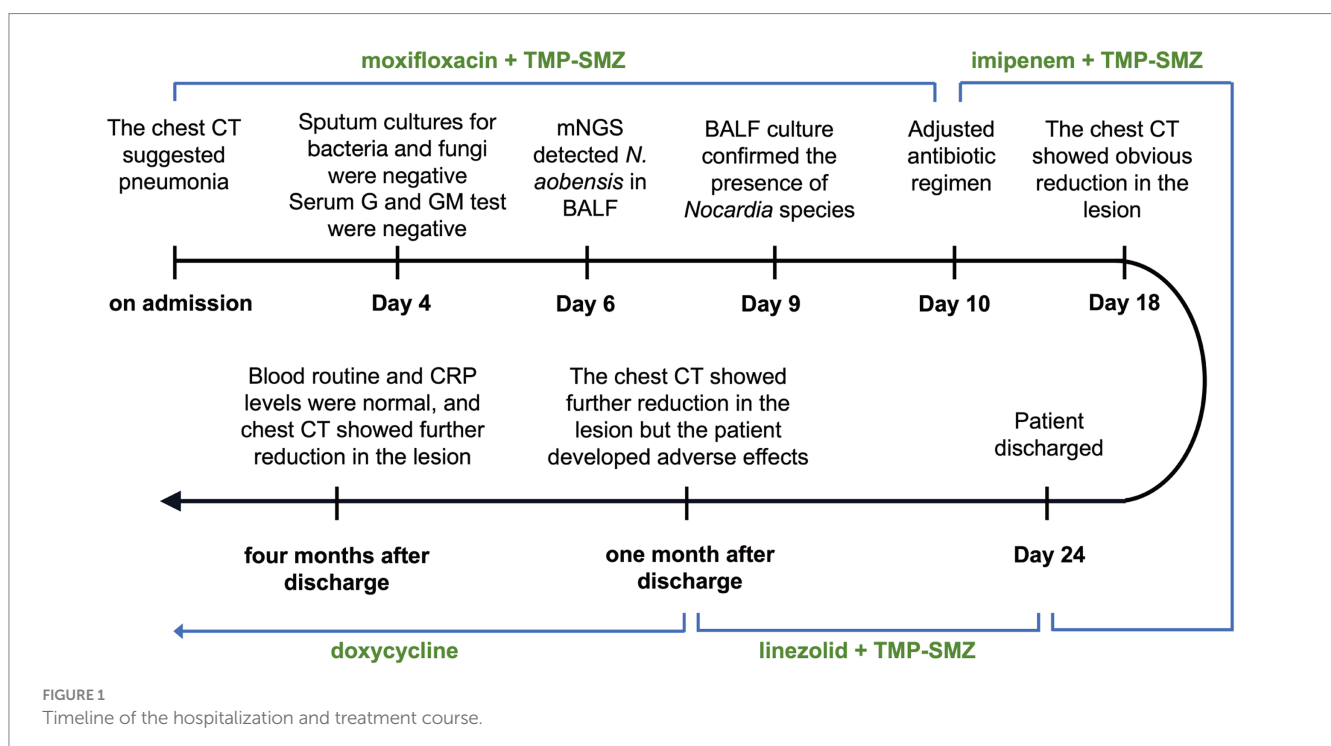 moxifloxacin + TMP-SMZ
imipenem + TMP-SMZ
The chest CT
suggested
pneumonia
Sputum cultures for
bacteria and fungi
were negative
Serum G and GM test
were negative
mNGS
detected N.
aobensis in
BALF
BALF culture
confirmed the
presence of
Nocardia species
Adjusted
antibiotic
regimen
The chest CT
showed obvious
reduction in the
lesion
on admission
Day 4
Day 6
Day 9
Day 10
Day 18
Blood routine and CRP
levels were normal, and
chest CT showed further
reduction in the lesion
The chest CT showed
further reduction in the
lesion but the patient
developed adverse effects
Patient
discharged
four months after
discharge
one month after
discharge
Day 24
doxycycline
linezolid + TMP-SMZ
FIGURE 1
Timeline of the hospitalization and treatment course.